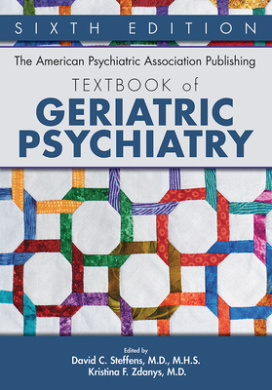 SIXTH EDITION
The American Psychiatric Association Publishing
TEXTBOOK of
GERIATRIC
PSYCHIATRY
Edited by
David C. Steffens, M.D., M.H.S.
Kristina F. Zdanys, M.D.